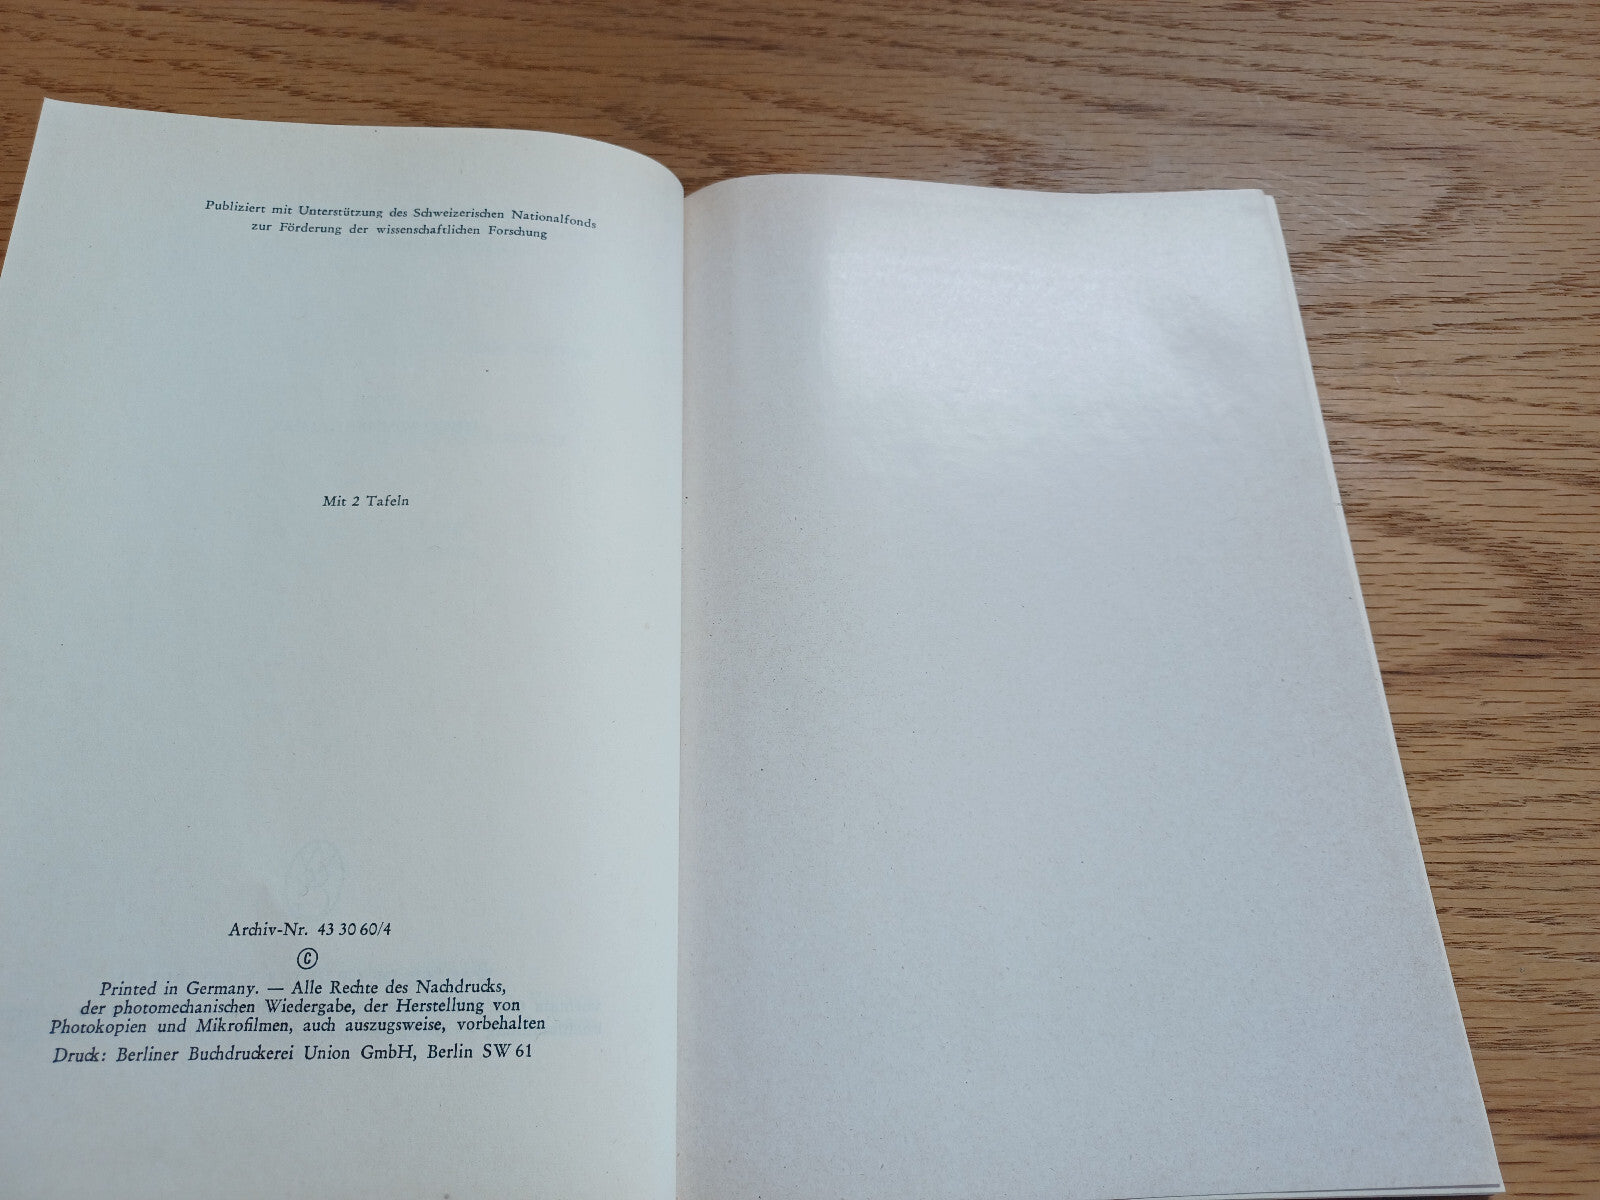 Publiziert mit Unterstützung des Schweizerischen Nationalfonds
zur Förderung der wissenschaftlichen Forschung
Mit 2 Tafeln
Archiv-Nr. 43 30 60/4
©
Printed in Germany. — Alle Rechte des Nachdrucks,
der photomechanischen Wiedergabe, der Herstellung von
Photokopien und Mikrofilmen, auch auszugsweise, vorbehalten
Druck: Berliner Buchdruckerei Union GmbH, Berlin SW 61